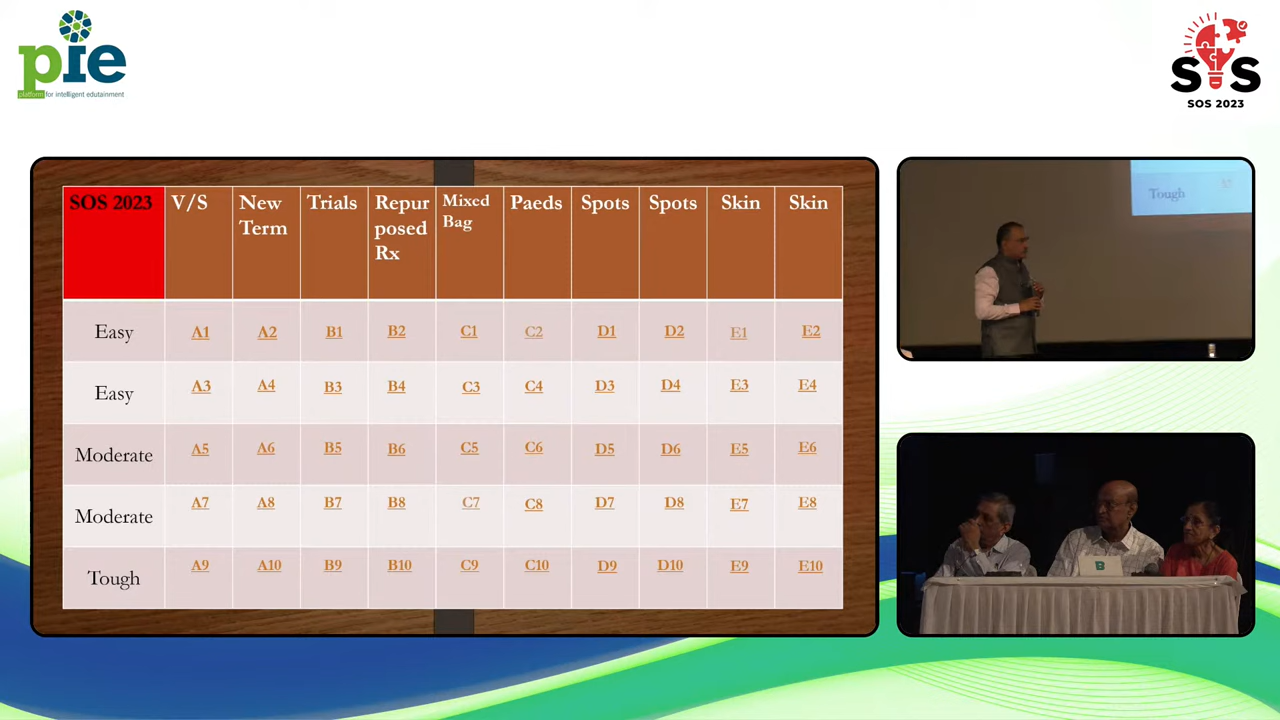 pie
platform for intelligent edutainment
SOS
SOS 2023
SOS 2023 V/S New Term Trials Repur posed Rx Mixed Bag Paeds Spots Spots Skin Skin
Easy A1 A2 B1 B2 C1 C2 D1 D2 E1 E2
Easy A3 A4 B3 B4 C3 C4 D3 D4 E3 E4
Moderate A5 A6 B5 B6 C5 C6 D5 D6 E5 E6
Moderate A7 A8 B7 B8 C7 C8 D7 D8 E7 E8
Tough A9 A10 B9 B10 C9 C10 D9 D10 E9 E10
Tough